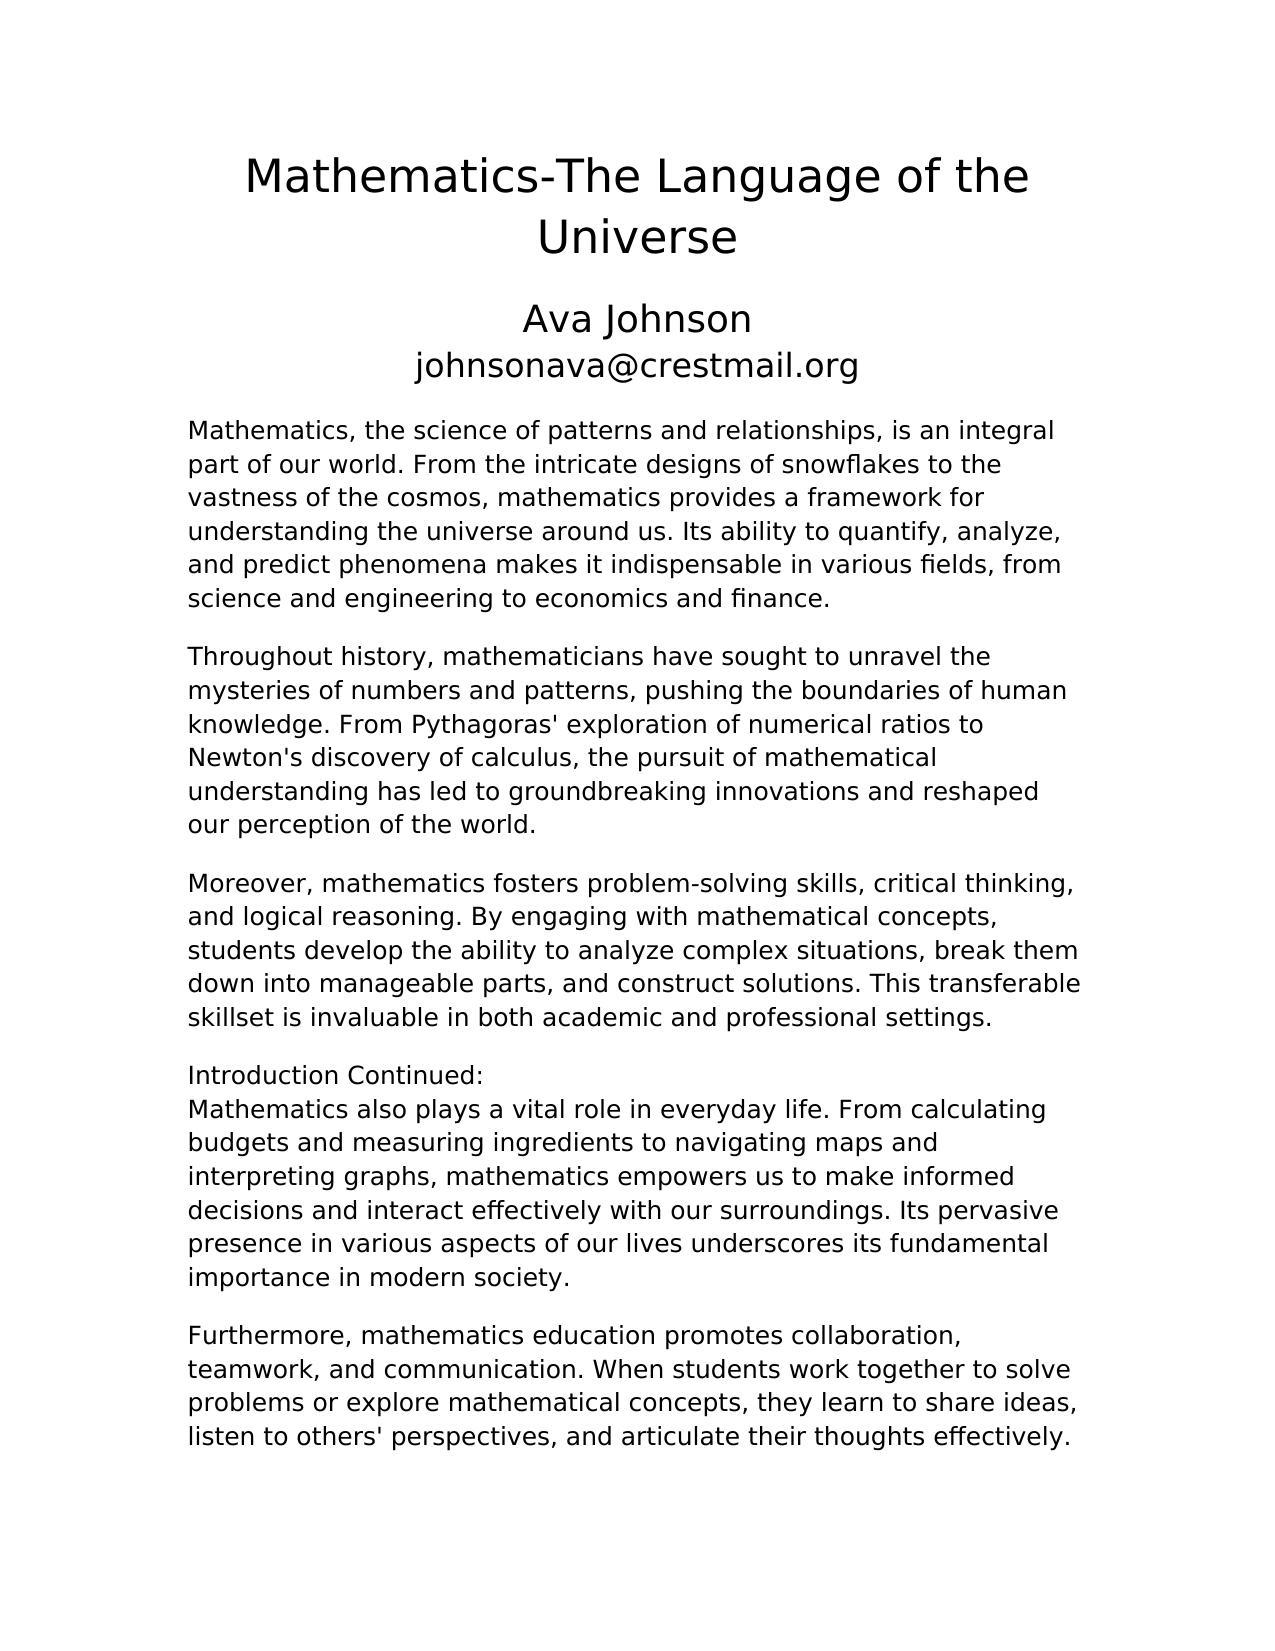 Mathematics-The Language of the
Universe
Ava Johnson
johnsonava@crestmail.org
Mathematics, the science of patterns and relationships, is an integral
part of our world. From the intricate designs of snowflakes to the
vastness of the cosmos, mathematics provides a framework for
understanding the universe around us. Its ability to quantify, analyze,
and predict phenomena makes it indispensable in various fields, from
science and engineering to economics and finance.
Throughout history, mathematicians have sought to unravel the
mysteries of numbers and patterns, pushing the boundaries of human
knowledge. From Pythagoras' exploration of numerical ratios to
Newton's discovery of calculus, the pursuit of mathematical
understanding has led to groundbreaking innovations and reshaped
our perception of the world.
Moreover, mathematics fosters problem-solving skills, critical thinking,
and logical reasoning. By engaging with mathematical concepts,
students develop the ability to analyze complex situations, break them
down into manageable parts, and construct solutions. This transferable
skillset is invaluable in both academic and professional settings.
Introduction Continued:
Mathematics also plays a vital role in everyday life. From calculating
budgets and measuring ingredients to navigating maps and
interpreting graphs, mathematics empowers us to make informed
decisions and interact effectively with our surroundings. Its pervasive
presence in various aspects of our lives underscores its fundamental
importance in modern society.
Furthermore, mathematics education promotes collaboration,
teamwork, and communication. When students work together to solve
problems or explore mathematical concepts, they learn to share ideas,
listen to others' perspectives, and articulate their thoughts effectively.